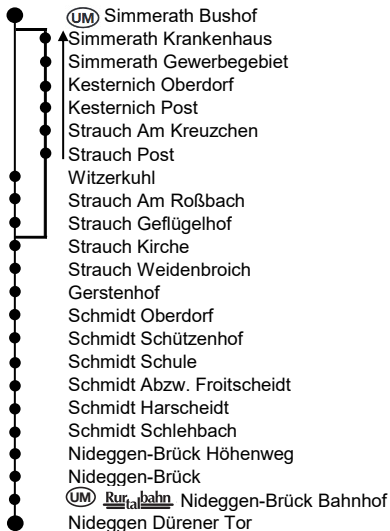 UM Simmerath Bushof
Simmerath Krankenhaus
Simmerath Gewerbegebiet
Kesternich Oberdorf
Kesternich Post
Strauch Am Kreuzchen
Strauch Post
Witzerkuhl
Strauch Am Roßbach
Strauch Geflügelhof
Strauch Kirche
Strauch Weidenbroich
Gerstenhof
Schmidt Oberdorf
Schmidt Schützenhof
Schmidt Schule
Schmidt Abzw. Froitscheidt
Schmidt Harscheidt
Schmidt Schlehbach
Nideggen-Brück Höhenweg
Nideggen-Brück
UM Rurtalbahn Nideggen-Brück Bahnhof
Nideggen Dürener Tor